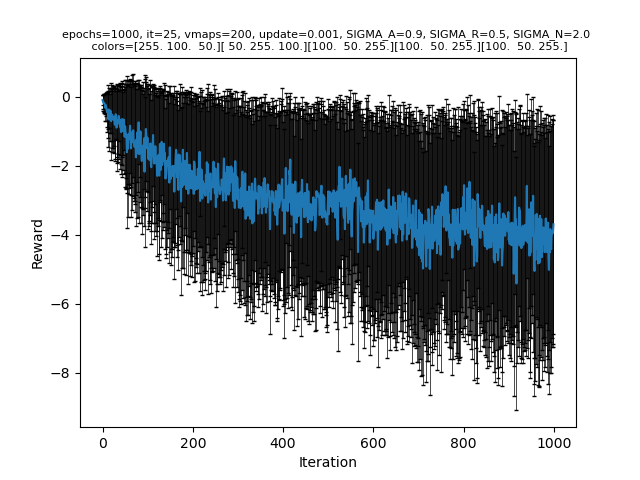 epochs=1000, it=25, vmaps=200, update=0.001, SIGMA_A=0.9, SIGMA_R=0.5, SIGMA_N=2.0
colors=[255. 100.  50.][ 50. 255. 100.][100.  50. 255.][100.  50. 255.][100.  50. 255.]
0
−2
−4
−6
−8
Reward
0 200 400 600 800 1000
Iteration